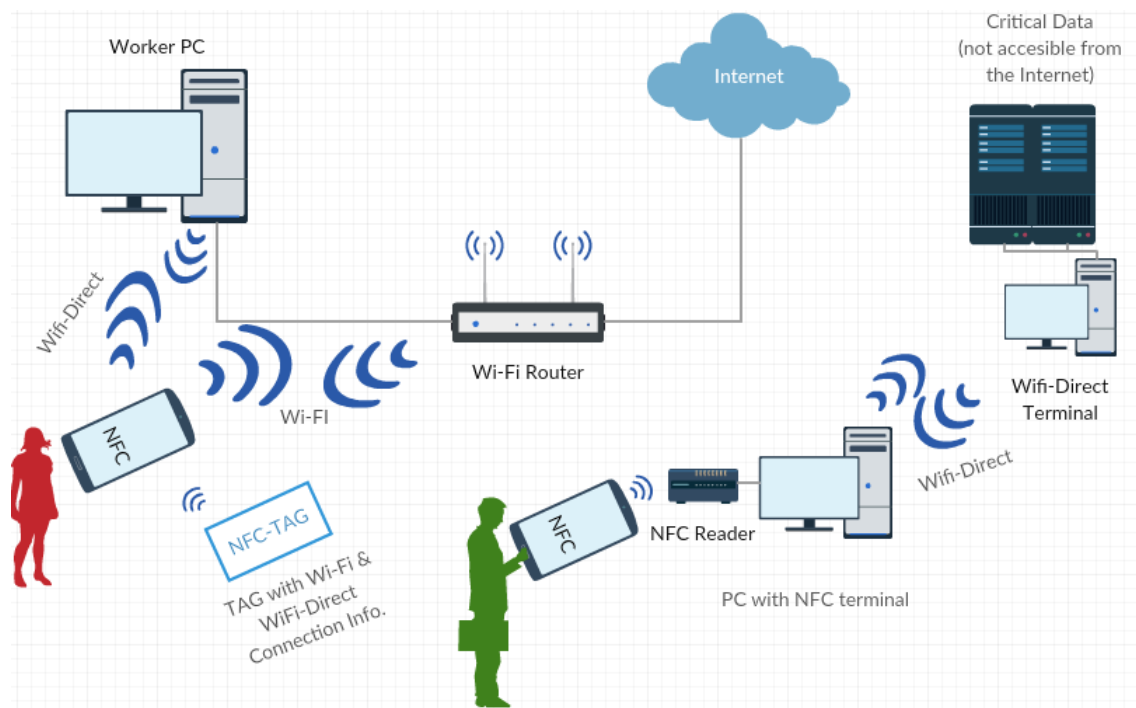 Worker PC
Internet
Critical Data
(not accesible from
the Internet)
Wifi-Direct
Wi-Fi Router
Wi-FI
Wifi-Direct
Terminal
NFC
Wifi-Direct
NFC-TAG
NFC
NFC Reader
TAG with Wi-Fi &
WiFi-Direct
Connection Info.
PC with NFC terminal